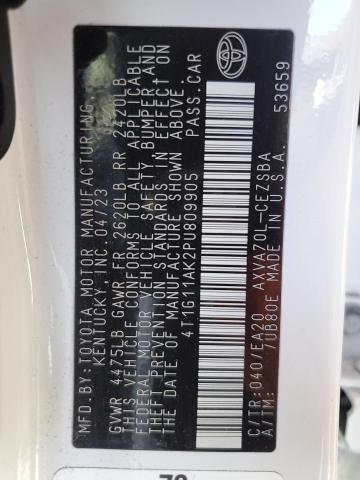 MFD.BY:TOYOTA MOTOR MANUFACTURING,
KENTUCKY,INC.04/23
GVWR 4475LB GAWR FR 2620LB RR 2420LB
THIS VEHICLE CONFORMS TO ALL APPLICABLE
FEDERAL MOTOR VEHICLE SAFETY, BUMPER AND
THEFT PREVENTION STANDARDS IN EFFECT ON
THE DATE OF MANUFACTURE SHOWN ABOVE.
4T1G11AK2PU809905 PASS.CAR
C/TR:040/EA20 AXVA70L-CEZSBA
A/TM: /UB80E MADE IN U.S.A.
53659